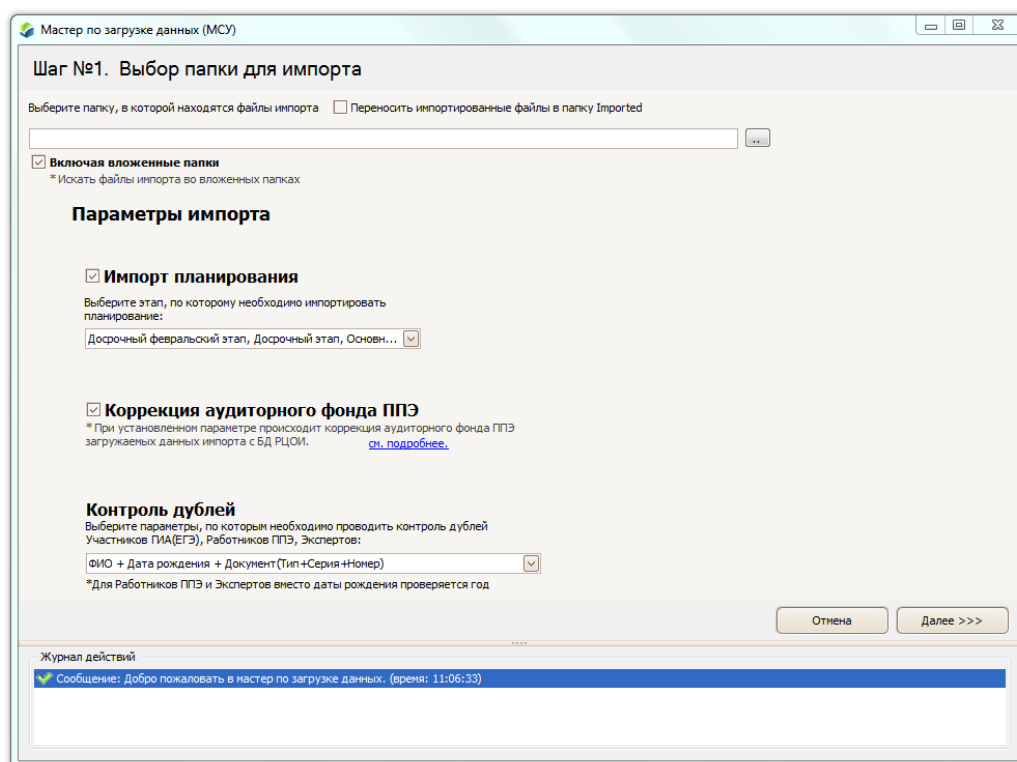 Мастер по загрузке данных (МСУ)
Шаг №1. Выбор папки для импорта
Выберите папку, в которой находятся файлы импорта
Переносить импортированные файлы в папку Imported
..
Включая вложенные папки
*Искать файлы импорта во вложенных папках
Параметры импорта
Импорт планирования
Выберите этап, по которому необходимо импортировать
планирование:
Досрочный февральский этап, Досрочный этап, Основн...
Коррекция аудиторного фонда ППЭ
*При установленном параметре происходит коррекция аудиторного фонда ППЭ
загружаемых данных импорта с БД РЦОИ. см. подробнее.
Контроль дублей
Выберите параметры, по которым необходимо проводить контроль дублей
Участников ГИА(ЕГЭ), Работников ППЭ, Экспертов:
ФИО + Дата рождения + Документ(Тип+Серия+Номер)
*Для Работников ППЭ и Экспертов вместо даты рождения проверяется год
Отмена
Далее >>>
Журнал действий
Сообщение: Добро пожаловать в мастер по загрузке данных. (время: 11:06:33)